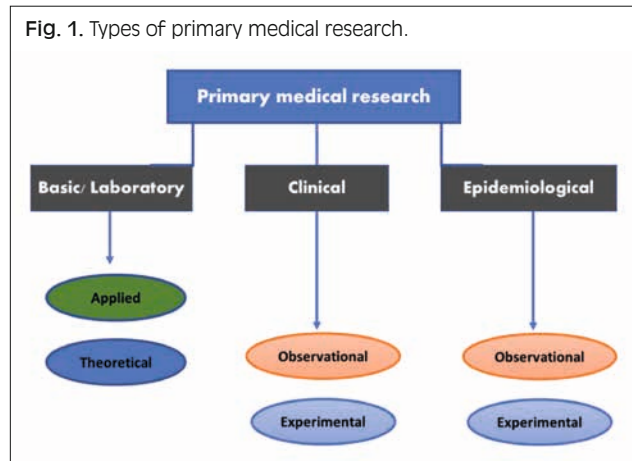 Fig. 1. Types of primary medical research.
Primary medical research
Basic/ Laboratory
Clinical
Epidemiological
Applied
Theoretical
Observational
Experimental
Observational
Experimental